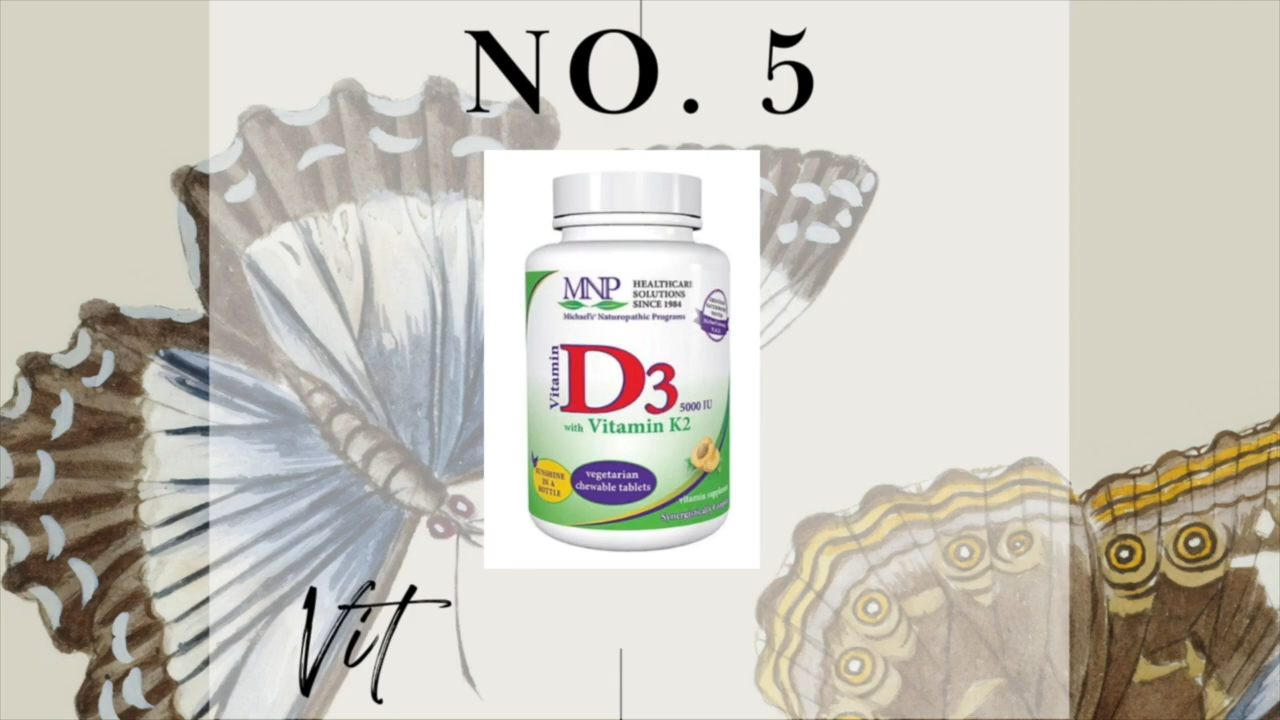 NO. 5
MNP
HEALTHCARE
SOLUTIONS
SINCE 1984
Michael's® Naturopathic Programs
Vitamin
D3
5000 IU
with Vitamin K2
SUNSHINE
IN A
BOTTLE
vegetarian
chewable tablets
vitamin
Vit